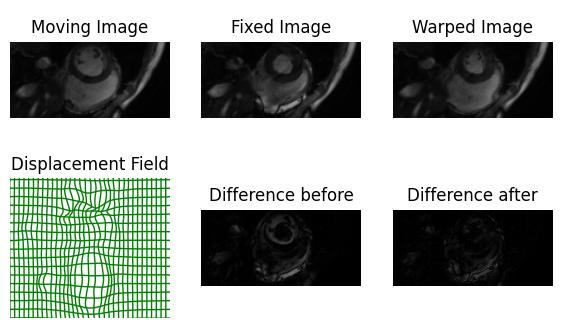 Moving Image
Fixed Image
Warped Image
Displacement Field
Difference before
Difference after